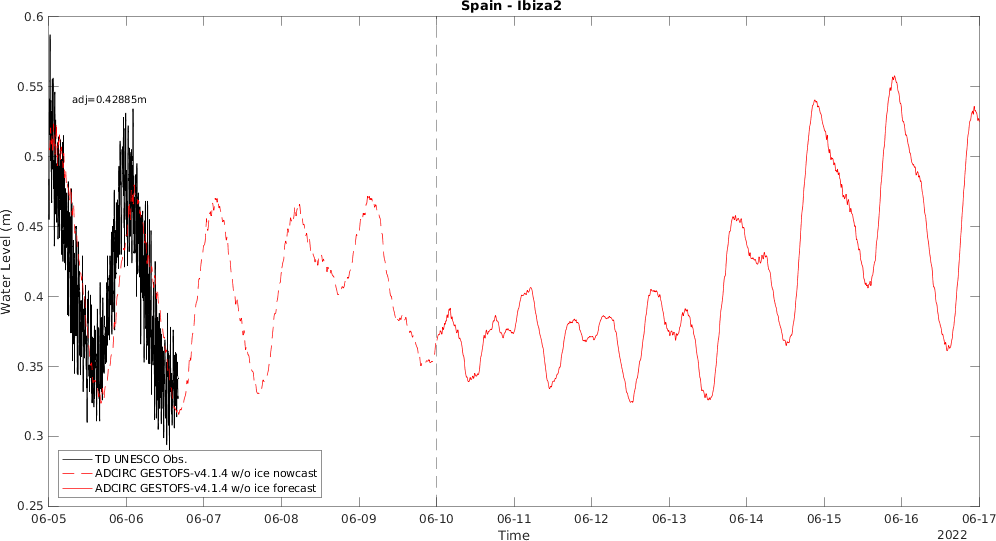 Spain - Ibiza2
0.6
0.55
adj=0.42885m
0.5
0.45
Water Level (m)
0.4
0.35
0.3
TD UNESCO Obs.
ADCIRC GESTOFS-v4.1.4 w/o ice nowcast
ADCIRC GESTOFS-v4.1.4 w/o ice forecast
0.25
06-05 06-06 06-07 06-08 06-09 06-10 06-11 06-12 06-13 06-14 06-15 06-16 06-17
Time
2022